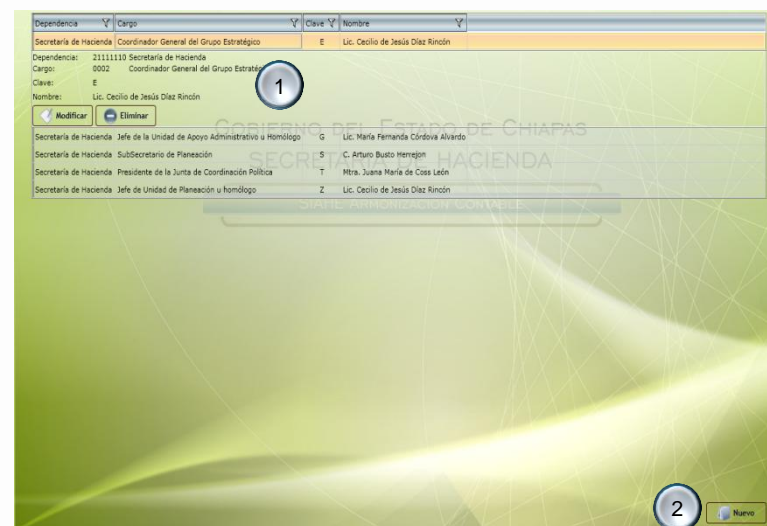 Dependencia Cargo Clave Nombre
Secretaría de Hacienda Coordinador General del Grupo Estratégico E Lic. Cecilio de Jesús Díaz Rincón
Dependencia: 21111110 Secretaría de Hacienda
Cargo: 0002 Coordinador General del Grupo
Clave: E
Nombre: Lic. Cecilio de Jesús Díaz Rincón
1
Modificar Eliminar
GOBIERNO DEL ESTADO DE CHIAPAS
Secretaría de Hacienda Jefe de la Unidad de Apoyo Administrativo u Homólogo G Lic. María Fernanda Córdova Alvardo
Secretaría de Hacienda SubSecretario de Planeación S C. Arturo Busto Herrejon
SECRETARÍA DE HACIENDA
Secretaría de Hacienda Presidente de la Junta de Coordinación Política T Mtra. Juana María de Coss León
Secretaría de Hacienda Jefe de Unidad de Planeación u homólogo Z Lic. Cecilio de Jesús Díaz Rincón
ARMONIZACIÓN CONTABLE
2 Nuevo